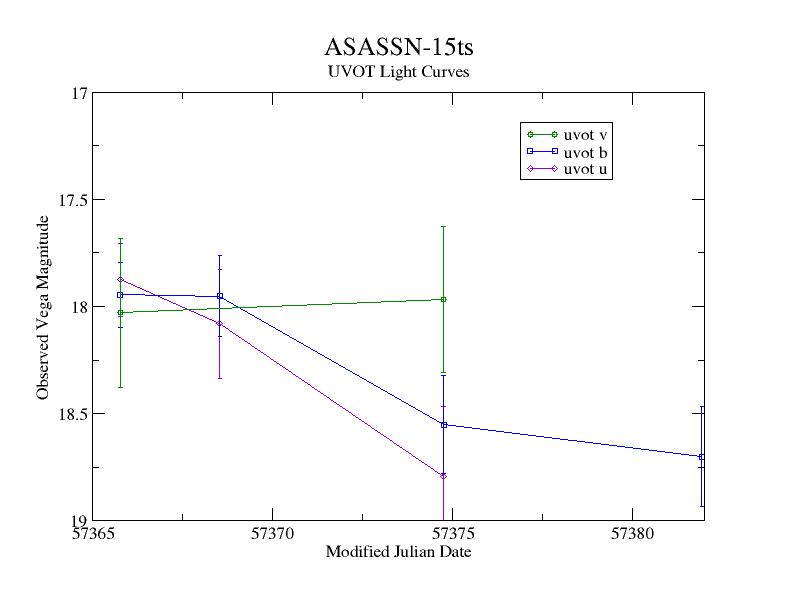 ASASSN-15ts
UVOT Light Curves
uvot v
uvot b
uvot u
Observed Vega Magnitude
17
17.5
18
18.5
19
57365
57370
57375
57380
Modified Julian Date